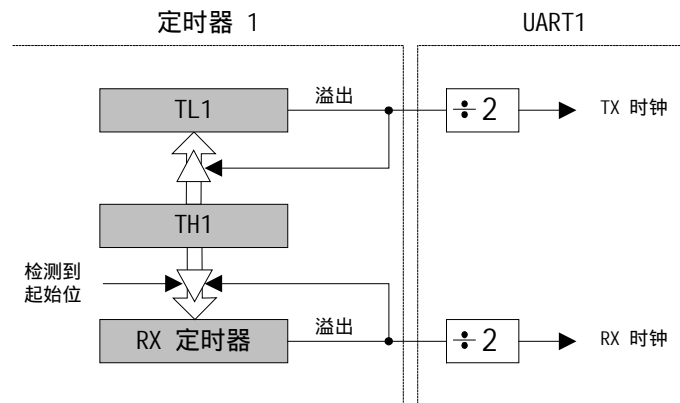 定时器 1
UART1
TL1
溢出
÷2
TX 时钟
TH1
检测到
起始位
RX 定时器
溢出
÷2
RX 时钟